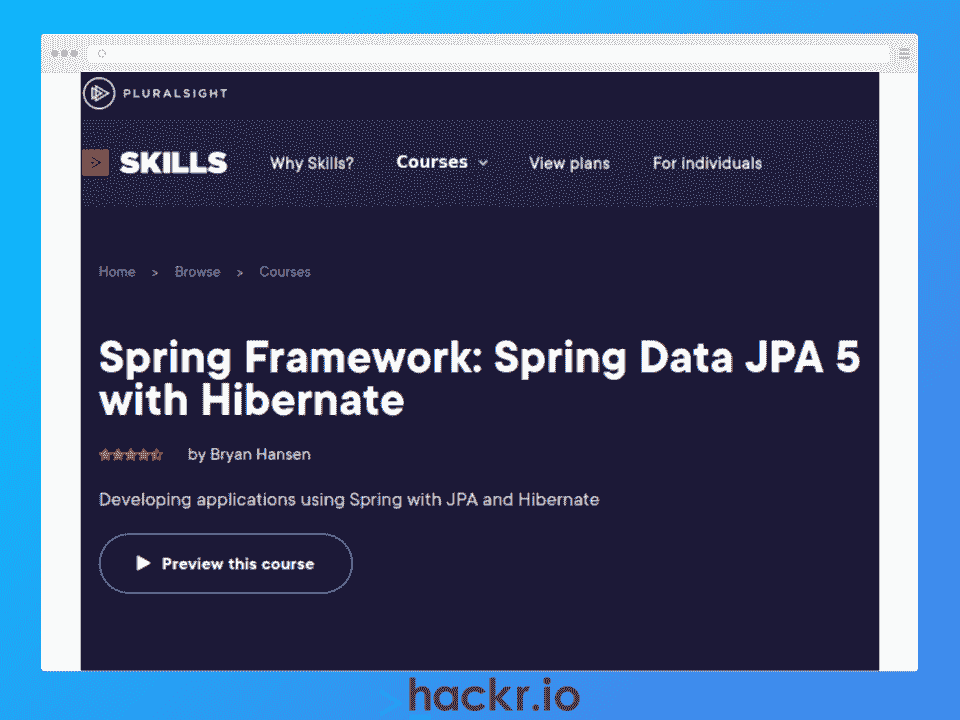 PLURALSIGHT
SKILLS Why Skills? Courses View plans For individuals
Home > Browse > Courses
Spring Framework: Spring Data JPA 5
with Hibernate
by Bryan Hansen
Developing applications using Spring with JPA and Hibernate
Preview this course
hackr.io